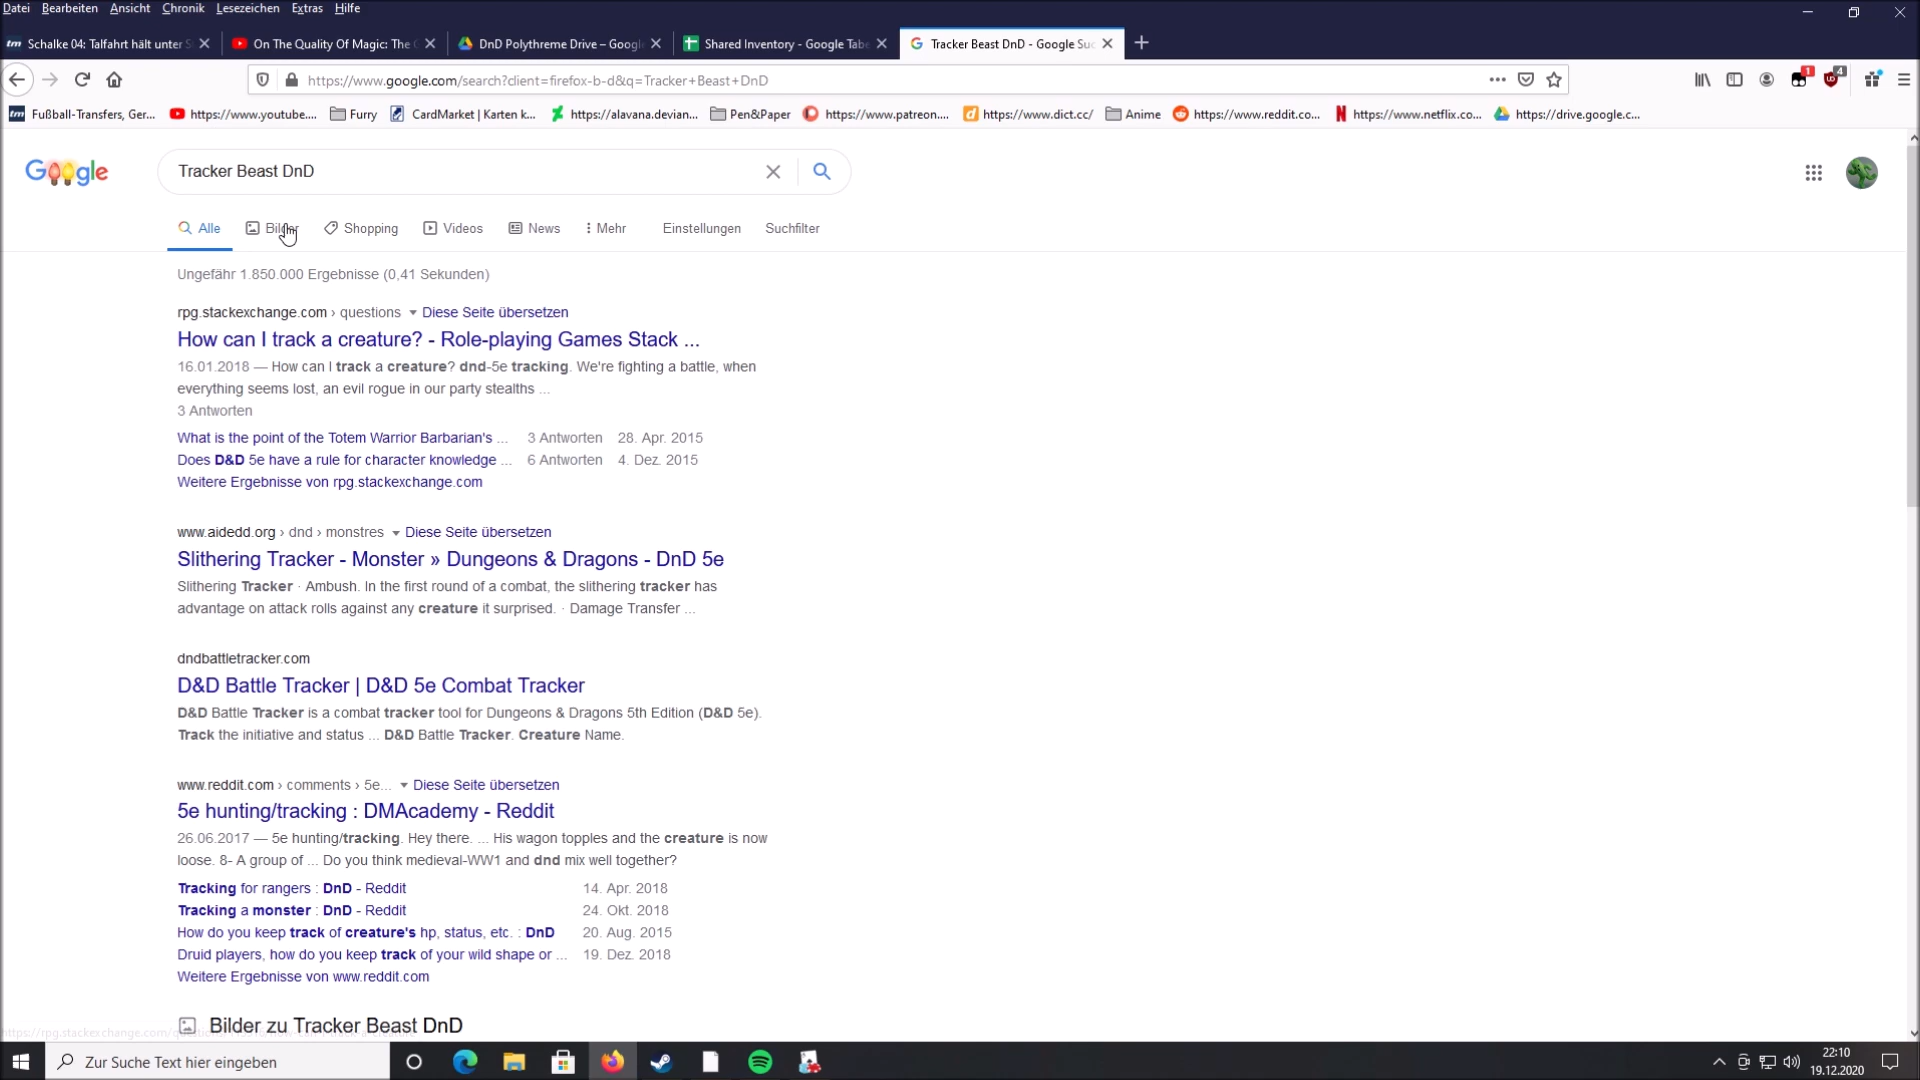 Datei Bearbeiten Ansicht Chronik Lesezeichen Extras Hilfe
tm Schalke 04: Talfahrt hält unter S
On The Quality Of Magic: The
DnD Polythreme Drive – Googl
Shared Inventory - Google Tabe
Tracker Beast DnD - Google Suc
https://www.google.com/search?client=firefox-b-d&q=Tracker+Beast+DnD
1
4
tm Fußball-Transfers, Ger...
https://www.youtube....
Furry
CardMarket | Karten k...
https://alavana.devian...
Pen&Paper
https://www.patreon....
d https://www.dict.cc/
Anime
https://www.reddit.co...
N https://www.netflix.co...
https://drive.google.c...
Google
Tracker Beast DnD
Alle Bilder Shopping Videos News Mehr Einstellungen Suchfilter
Ungefähr 1.850.000 Ergebnisse (0,41 Sekunden)
rpg.stackexchange.com › questions Diese Seite übersetzen
How can I track a creature? - Role-playing Games Stack ...
16.01.2018 — How can I track a creature? dnd-5e tracking. We're fighting a battle, when
everything seems lost, an evil rogue in our party stealths ...
3 Antworten
What is the point of the Totem Warrior Barbarian's ... 3 Antworten 28. Apr. 2015
Does D&D 5e have a rule for character knowledge ... 6 Antworten 4. Dez. 2015
Weitere Ergebnisse von rpg.stackexchange.com
www.aidedd.org › dnd › monstres Diese Seite übersetzen
Slithering Tracker - Monster » Dungeons & Dragons - DnD 5e
Slithering Tracker · Ambush. In the first round of a combat, the slithering tracker has
advantage on attack rolls against any creature it surprised. · Damage Transfer ...
dndbattletracker.com
D&D Battle Tracker | D&D 5e Combat Tracker
D&D Battle Tracker is a combat tracker tool for Dungeons & Dragons 5th Edition (D&D 5e).
Track the initiative and status ... D&D Battle Tracker. Creature Name.
www.reddit.com › comments › 5e... Diese Seite übersetzen
5e hunting/tracking : DMAcademy - Reddit
26.06.2017 — 5e hunting/tracking. Hey there. ... His wagon topples and the creature is now
loose. 8- A group of ... Do you think medieval-WW1 and dnd mix well together?
Tracking for rangers : DnD - Reddit 14. Apr. 2018
Tracking a monster : DnD - Reddit 24. Okt. 2018
How do you keep track of creature's hp, status, etc. : DnD 20. Aug. 2015
Druid players, how do you keep track of your wild shape or ... 19. Dez. 2018
Weitere Ergebnisse von www.reddit.com
Bilder zu Tracker Beast DnD
Zur Suche Text hier eingeben
22:10
19.12.2020